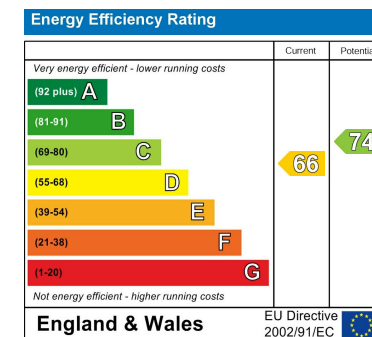 Energy Efficiency Rating
Current Potentia
Very energy efficient - lower running costs
(92 plus) A
(81-91) B
(69-80) C
(55-68) D
(39-54) E
(21-38) F
(1-20) G
66
74
Not energy efficient - higher running costs
England & Wales
EU Directive
2002/91/EC